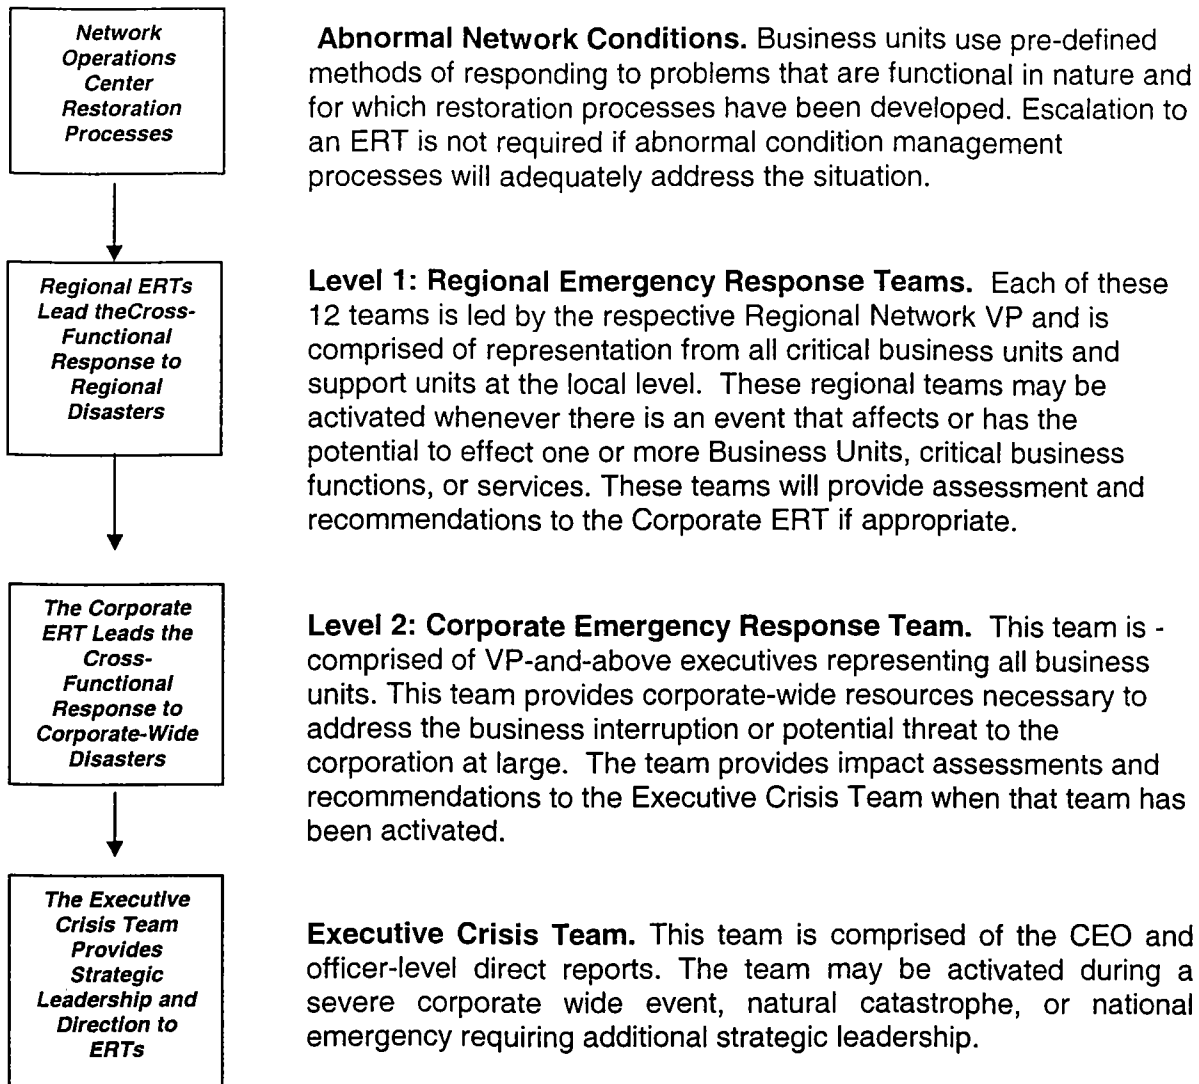 Network
Operations
Center
Restoration
Processes
Abnormal Network Conditions. Business units use pre-defined
methods of responding to problems that are functional in nature and
for which restoration processes have been developed. Escalation to
an ERT is not required if abnormal condition management
processes will adequately address the situation.
Regional ERTs
Lead theCross-
Functional
Response to
Regional
Disasters
Level 1: Regional Emergency Response Teams. Each of these
12 teams is led by the respective Regional Network VP and is
comprised of representation from all critical business units and
support units at the local level. These regional teams may be
activated whenever there is an event that affects or has the
potential to effect one or more Business Units, critical business
functions, or services. These teams will provide assessment and
recommendations to the Corporate ERT if appropriate.
The Corporate
ERT Leads the
Cross-
Functional
Response to
Corporate-Wide
Disasters
Level 2: Corporate Emergency Response Team. This team is -
comprised of VP-and-above executives representing all business
units. This team provides corporate-wide resources necessary to
address the business interruption or potential threat to the
corporation at large. The team provides impact assessments and
recommendations to the Executive Crisis Team when that team has
been activated.
The Executive
Crisis Team
Provides
Strategic
Leadership and
Direction to
ERTs
Executive Crisis Team. This team is comprised of the CEO and
officer-level direct reports. The team may be activated during a
severe corporate wide event, natural catastrophe, or national
emergency requiring additional strategic leadership.